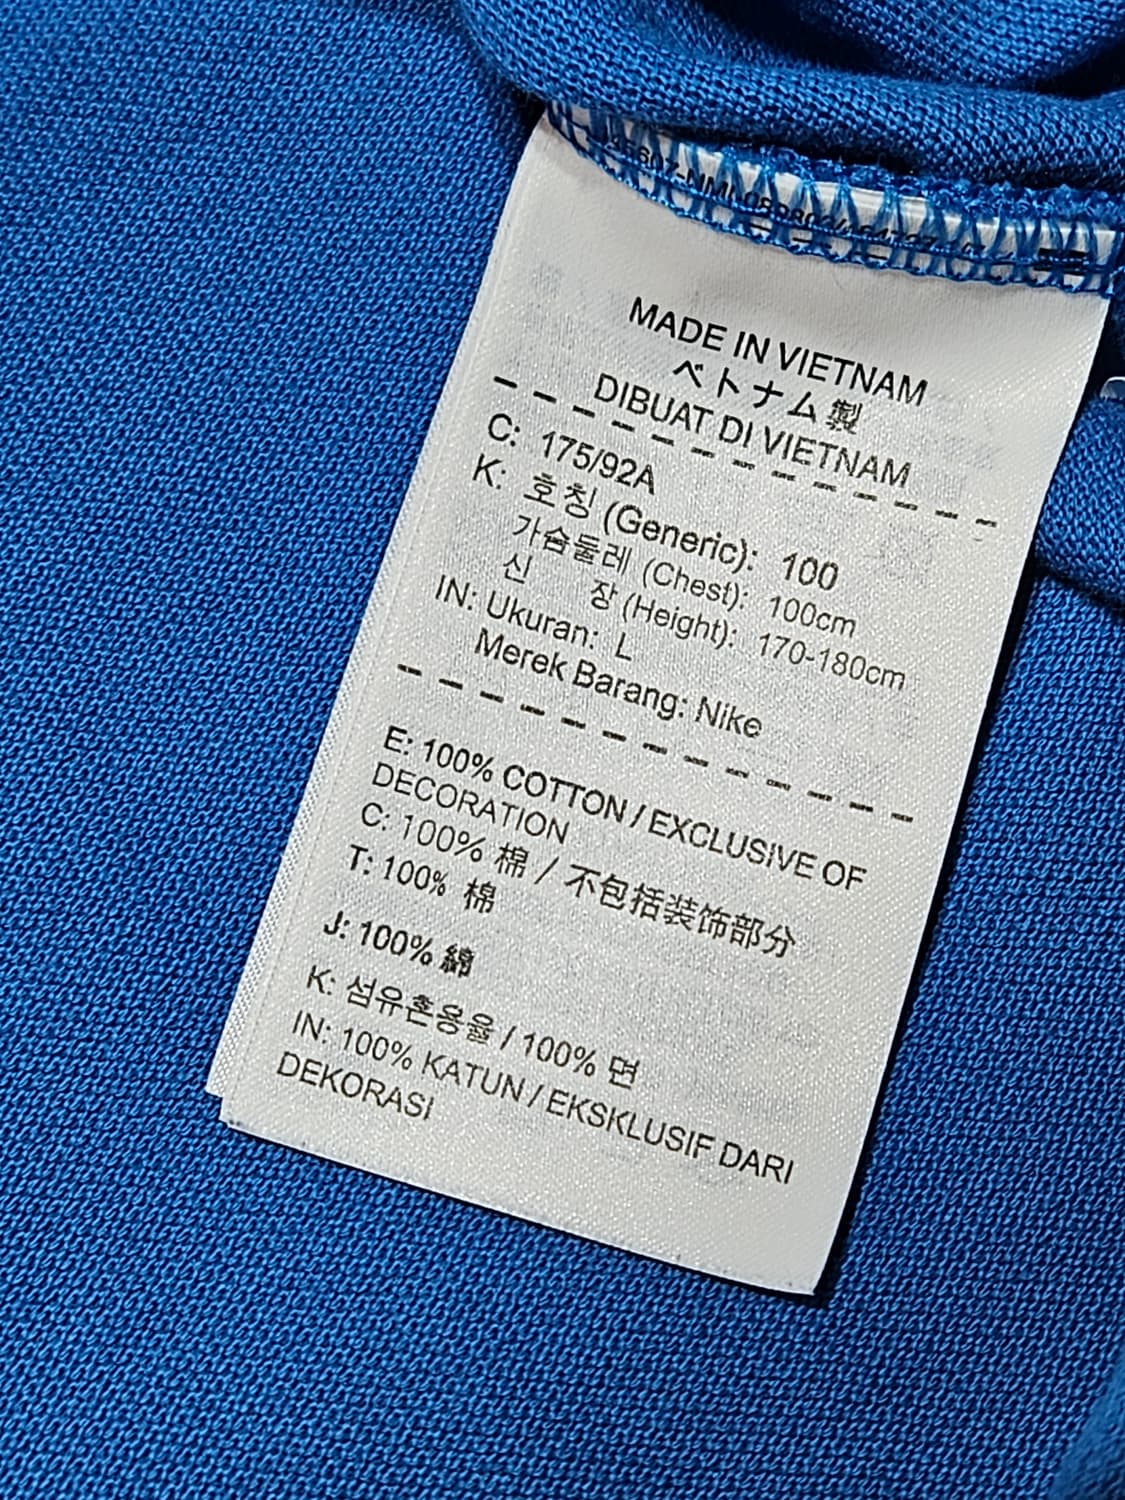 MADE IN VIETNAM
ベトナム製
DIBUAT DI VIETNAM
C: 175/92A
K: 호칭 (Generic): 100
가슴둘레 (Chest): 100cm
신 장 (Height): 170-180cm
IN: Ukuran: L
Merek Barang: Nike
E: 100% COTTON / EXCLUSIVE OF
DECORATION
C: 100% 棉 / 不包括装饰部分
T: 100% 棉
J: 100% 綿
K: 섬유혼용율 / 100% 면
IN: 100% KATUN / EKSKLUSIF DARI
DEKORASI